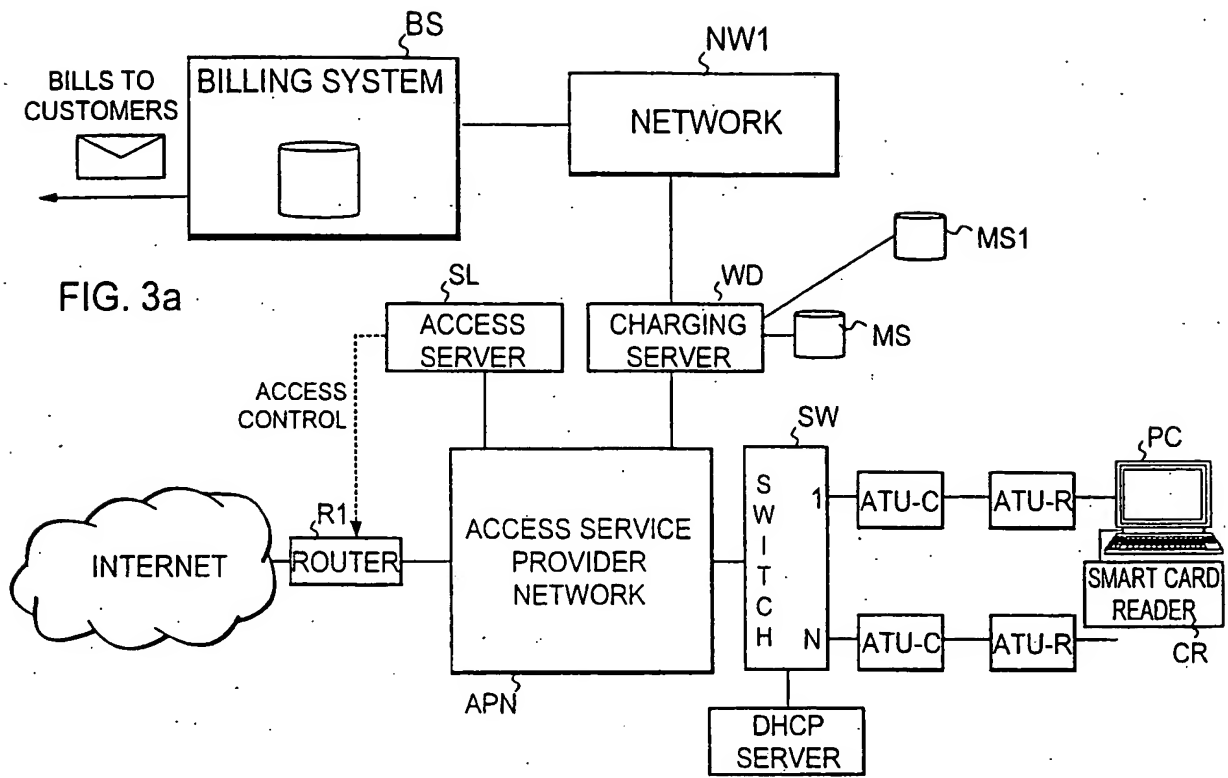 BS
NW1
BILLS TO
CUSTOMERS
BILLING SYSTEM
NETWORK
MS1
FIG. 3a
SL
WD
ACCESS
SERVER
CHARGING
SERVER
MS
ACCESS
CONTROL
SW
PC
R1
INTERNET
ROUTER
ACCESS SERVICE
PROVIDER
NETWORK
SWITCH
1
ATU-C
ATU-R
SMART CARD
READER
N
ATU-C
ATU-R
CR
APN
DHCP
SERVER